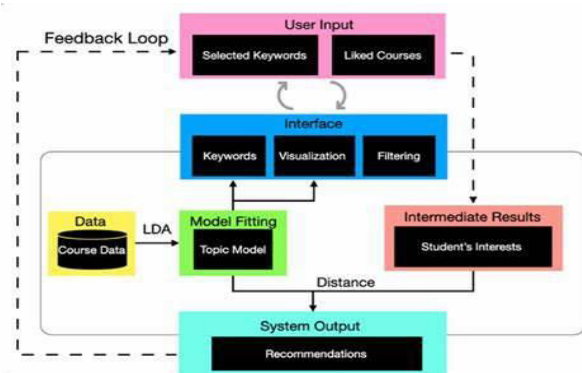 User Input
Feedback Loop
Selected Keywords
Liked Courses
Interface
Keywords
Visualization
Filtering
Data
Course Data
LDA
Model Fitting
Topic Model
Intermediate Results
Student's Interests
Distance
System Output
Recommendations